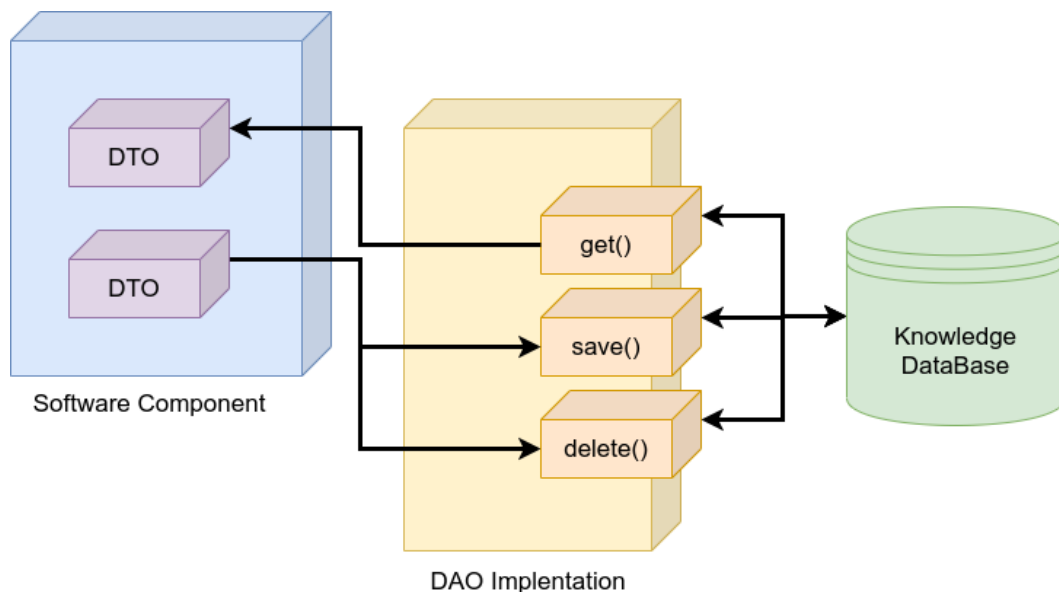 DTO
DTO
Software Component
get()
save()
delete()
DAO Implentation
Knowledge
DataBase